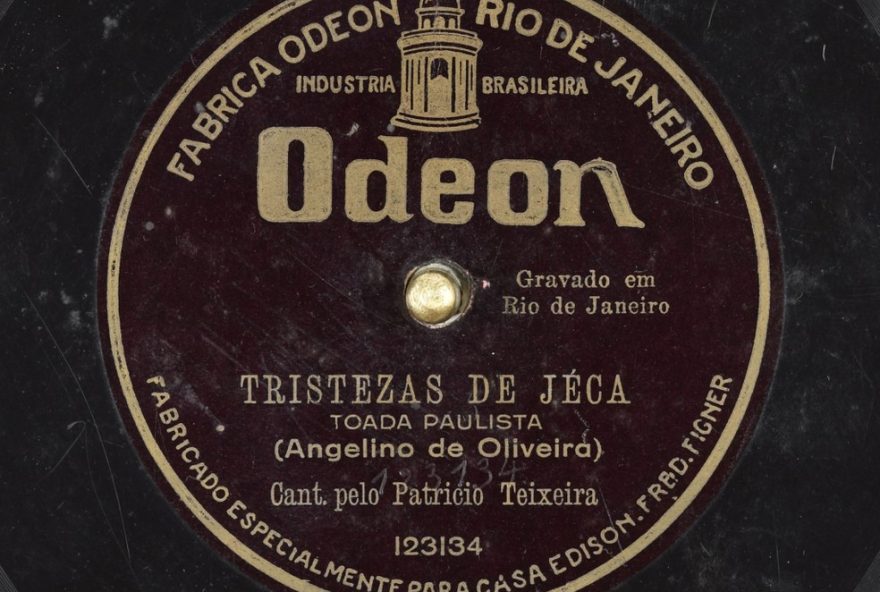 FABRICA ODEON RIO DE JANEIRO
INDUSTRIA BRASILEIRA
Odeon
Gravado em
Rio de Janeiro
TRISTEZAS DE JÉCA
TOADA PAULISTA
(Angelino de Oliveira)
123134
Cant. pelo Patricio Teixeira
123134
FABRICADO ESPECIALMENTE PARA CASA EDISON. FRED. FIGNER